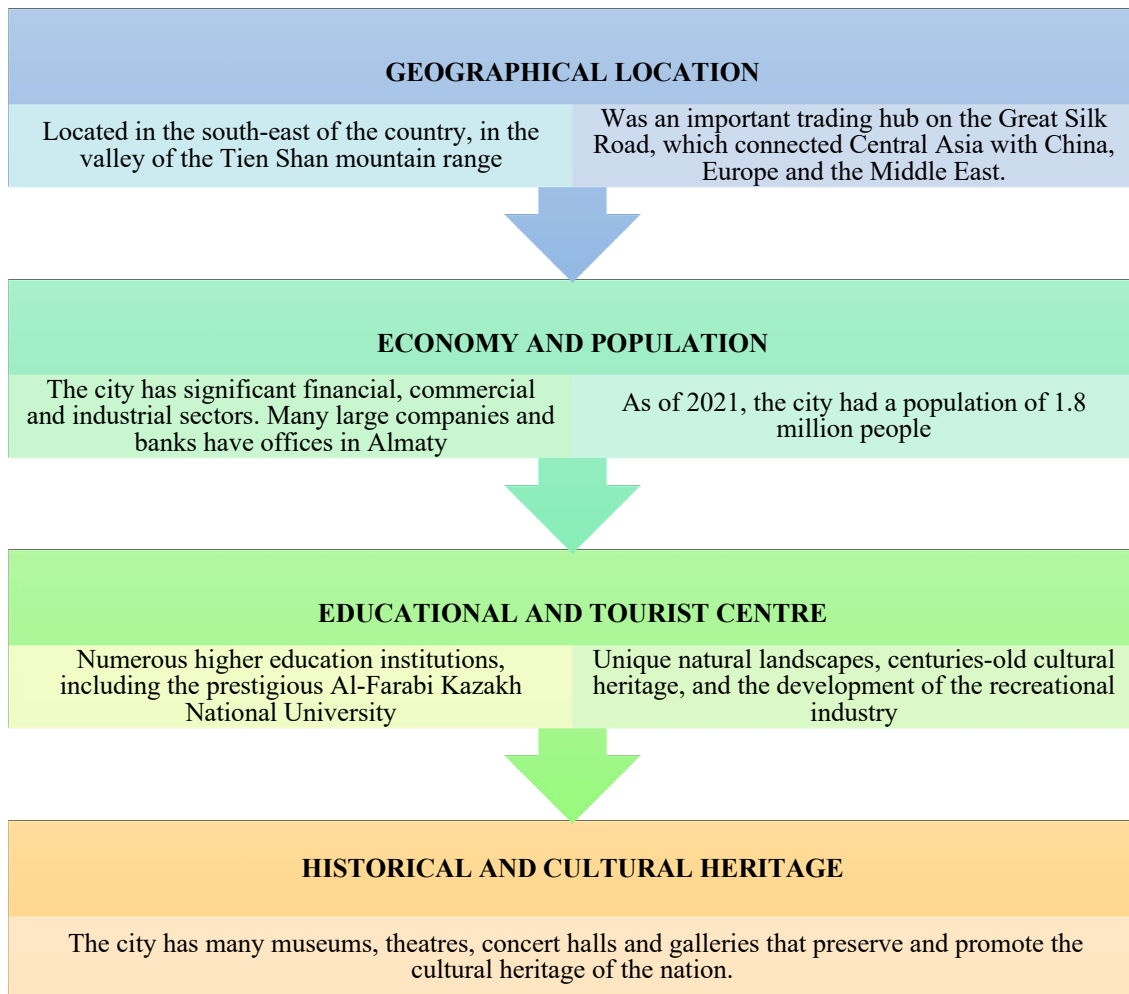 GEOGRAPHICAL LOCATION
Located in the south-east of the country, in the
valley of the Tien Shan mountain range
Was an important trading hub on the Great Silk
Road, which connected Central Asia with China,
Europe and the Middle East.
ECONOMY AND POPULATION
The city has significant financial, commercial
and industrial sectors. Many large companies and
banks have offices in Almaty
As of 2021, the city had a population of 1.8
million people
EDUCATIONAL AND TOURIST CENTRE
Numerous higher education institutions,
including the prestigious Al-Farabi Kazakh
National University
Unique natural landscapes, centuries-old cultural
heritage, and the development of the recreational
industry
HISTORICAL AND CULTURAL HERITAGE
The city has many museums, theatres, concert halls and galleries that preserve and promote the
cultural heritage of the nation.